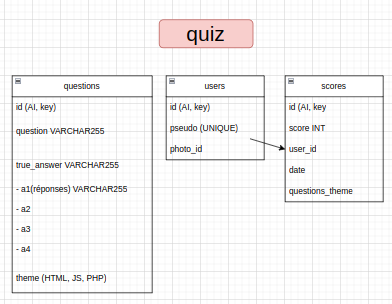 quiz
questions
id (AI, key)
question VARCHAR255
true_answer VARCHAR255
- a1(réponses) VARCHAR255
- a2
- a3
- a4
theme (HTML, JS, PHP)
users
id (AI, key)
pseudo (UNIQUE)
photo_id
scores
id (AI, key
score INT
user_id
date
questions_theme